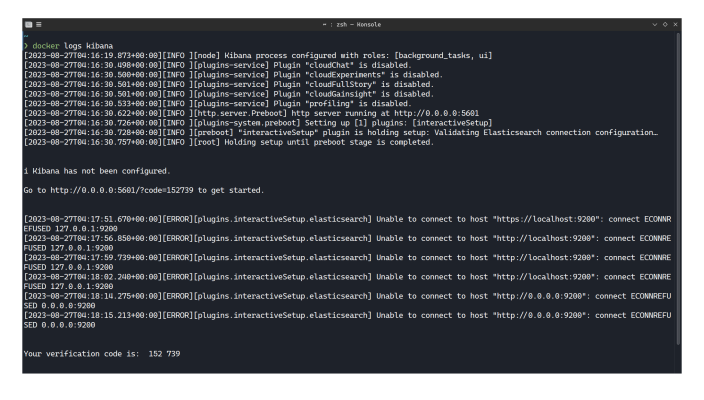 ~ : zsh — Konsole
~
❯ docker logs kibana
[2023-08-27T04:16:19.873+00:00][INFO ][node] Kibana process configured with roles: [background_tasks, ui]
[2023-08-27T04:16:30.498+00:00][INFO ][plugins-service] Plugin "cloudChat" is disabled.
[2023-08-27T04:16:30.500+00:00][INFO ][plugins-service] Plugin "cloudExperiments" is disabled.
[2023-08-27T04:16:30.501+00:00][INFO ][plugins-service] Plugin "cloudFullStory" is disabled.
[2023-08-27T04:16:30.501+00:00][INFO ][plugins-service] Plugin "cloudGainsight" is disabled.
[2023-08-27T04:16:30.533+00:00][INFO ][plugins-service] Plugin "profiling" is disabled.
[2023-08-27T04:16:30.622+00:00][INFO ][http.server.Preboot] http server running at http://0.0.0.0:5601
[2023-08-27T04:16:30.726+00:00][INFO ][plugins-system.preboot] Setting up [1] plugins: [interactiveSetup]
[2023-08-27T04:16:30.728+00:00][INFO ][preboot] "interactiveSetup" plugin is holding setup: Validating Elasticsearch connection configuration…
[2023-08-27T04:16:30.757+00:00][INFO ][root] Holding setup until preboot stage is completed.
i Kibana has not been configured.
Go to http://0.0.0.0:5601/?code=152739 to get started.
[2023-08-27T04:17:51.670+00:00][ERROR][plugins.interactiveSetup.elasticsearch] Unable to connect to host "https://localhost:9200": connect ECONNR
EFUSED 127.0.0.1:9200
[2023-08-27T04:17:56.850+00:00][ERROR][plugins.interactiveSetup.elasticsearch] Unable to connect to host "http://localhost:9200": connect ECONNRE
FUSED 127.0.0.1:9200
[2023-08-27T04:17:59.739+00:00][ERROR][plugins.interactiveSetup.elasticsearch] Unable to connect to host "http://localhost:9200": connect ECONNRE
FUSED 127.0.0.1:9200
[2023-08-27T04:18:02.240+00:00][ERROR][plugins.interactiveSetup.elasticsearch] Unable to connect to host "http://localhost:9200": connect ECONNRE
FUSED 127.0.0.1:9200
[2023-08-27T04:18:14.275+00:00][ERROR][plugins.interactiveSetup.elasticsearch] Unable to connect to host "http://0.0.0.0:9200": connect ECONNREFU
SED 0.0.0.0:9200
[2023-08-27T04:18:15.213+00:00][ERROR][plugins.interactiveSetup.elasticsearch] Unable to connect to host "http://0.0.0.0:9200": connect ECONNREFU
SED 0.0.0.0:9200
Your verification code is:  152 739